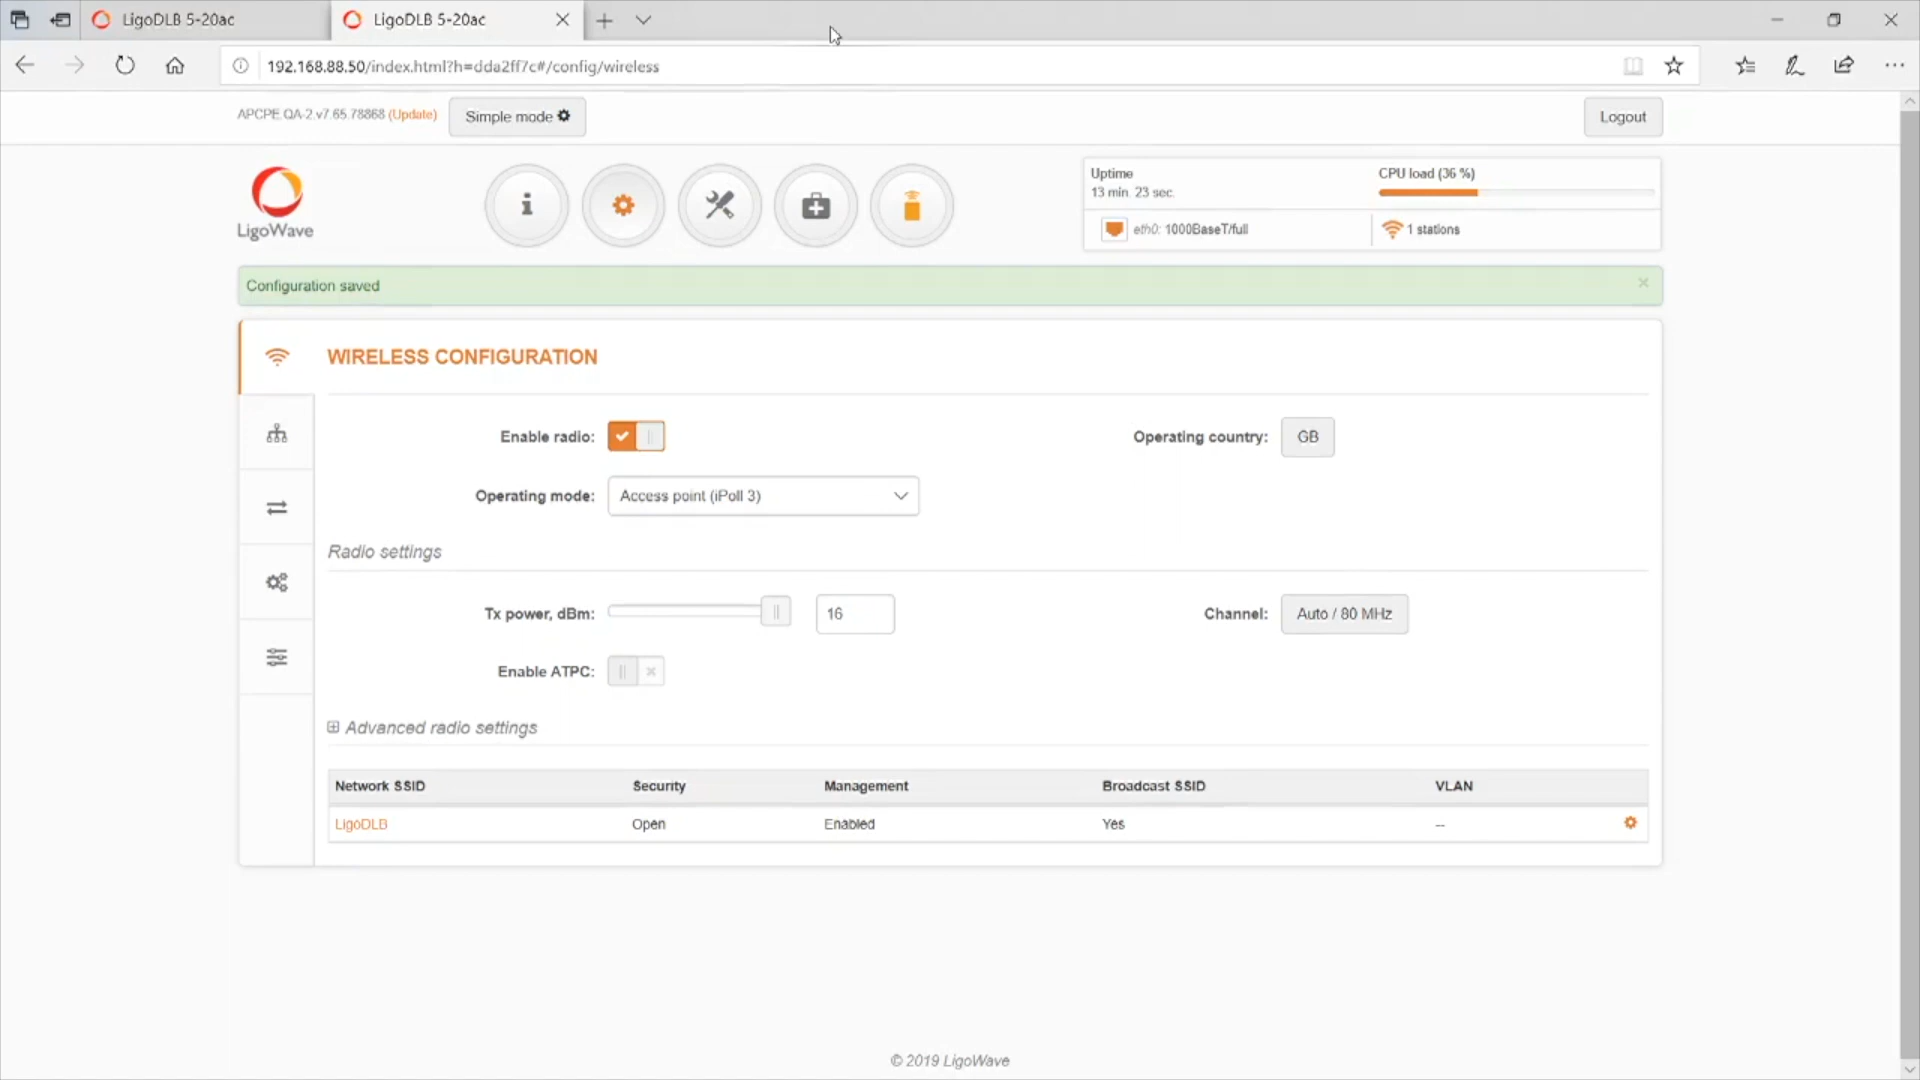 LigoDLB 5-20ac
LigoDLB 5-20ac
192.168.88.50/index.html?h=dda2ff7c#/config/wireless
APCPE.QA-2.v7.65.78868 (Update)
Simple mode
Logout
LigoWave
Uptime
13 min. 23 sec.
CPU load (36 %)
eth0: 1000BaseT/full
1 stations
Configuration saved
WIRELESS CONFIGURATION
Enable radio:
Operating country: GB
Operating mode: Access point (iPoll 3)
Radio settings
Tx power, dBm: 16
Channel: Auto / 80 MHz
Enable ATPC:
Advanced radio settings
Network SSID Security Management Broadcast SSID VLAN
LigoDLB Open Enabled Yes --
© 2019 LigoWave